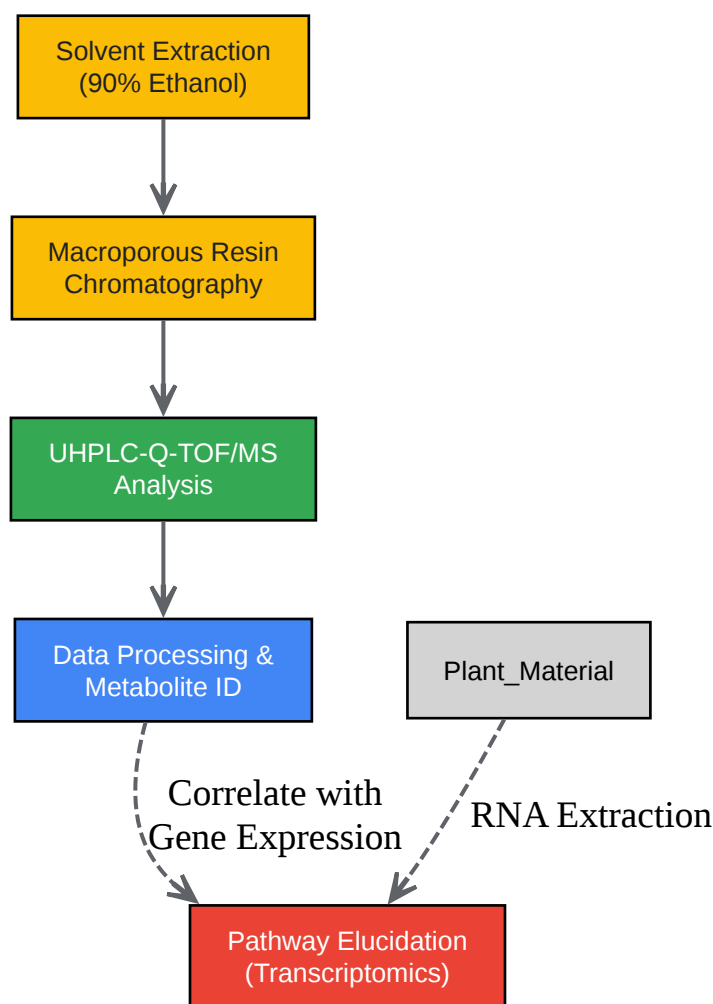 Solvent Extraction
(90% Ethanol)
Macroporous Resin
Chromatography
UHPLC-Q-TOF/MS
Analysis
Data Processing &
Metabolite ID
Plant_Material
Correlate with
Gene Expression
RNA Extraction
Pathway Elucidation
(Transcriptomics)